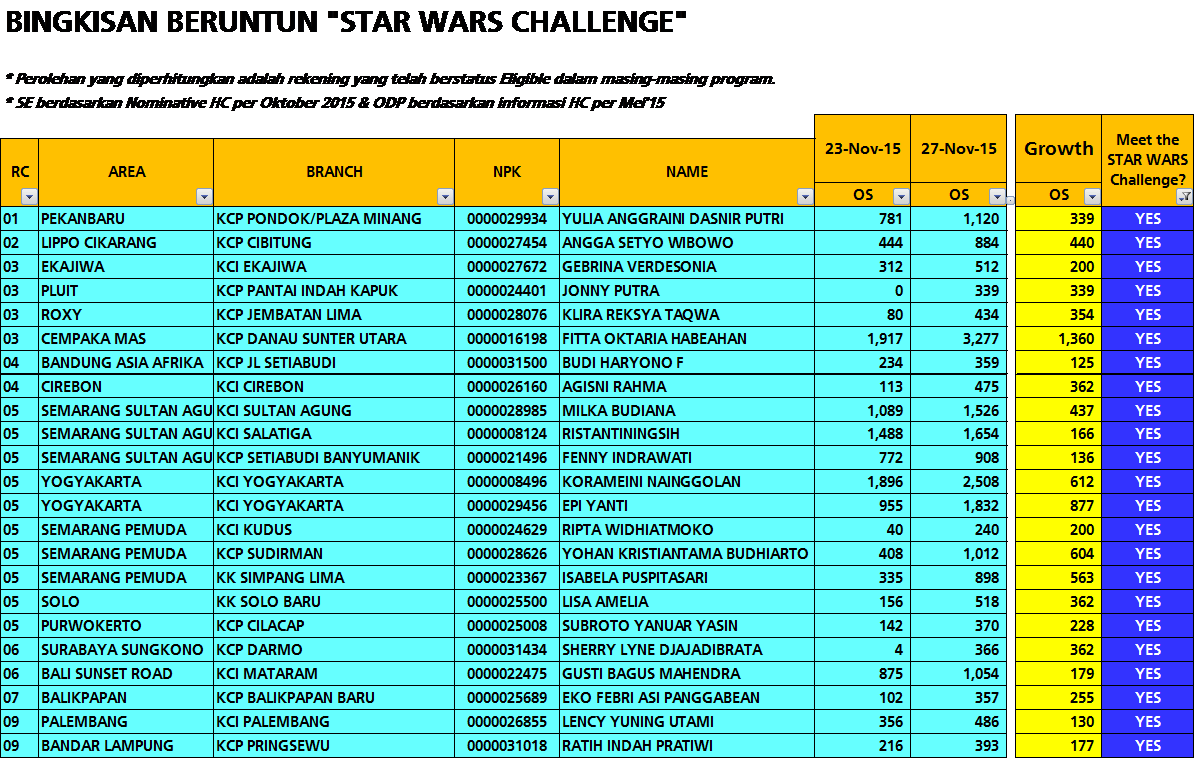 BINGKISAN BERUNTUN "STAR WARS CHALLENGE"
* Perolehan yang diperhitungkan adalah rekening yang telah berstatus Eligible dalam masing-masing program.
* SE berdasarkan Nominative HC per Oktober 2015 & ODP berdasarkan informasi HC per Mei'15
RC AREA BRANCH NPK NAME 23-Nov-15 OS 27-Nov-15 OS Growth OS Meet the STAR WARS Challenge?
01 PEKANBARU KCP PONDOK/PLAZA MINANG 0000029934 YULIA ANGGRAINI DASNIR PUTRI 781 1,120 339 YES
02 LIPPO CIKARANG KCP CIBITUNG 0000027454 ANGGA SETYO WIBOWO 444 884 440 YES
03 EKAJIWA KCI EKAJIWA 0000027672 GEBRINA VERDESONIA 312 512 200 YES
03 PLUIT KCP PANTAI INDAH KAPUK 0000024401 JONNY PUTRA 0 339 339 YES
03 ROXY KCP JEMBATAN LIMA 0000028076 KLIRA REKSYA TAQWA 80 434 354 YES
03 CEMPAKA MAS KCP DANAU SUNTER UTARA 0000016198 FITTA OKTARIA HABEAHAN 1,917 3,277 1,360 YES
04 BANDUNG ASIA AFRIKA KCP JL SETIABUDI 0000031500 BUDI HARYONO F 234 359 125 YES
04 CIREBON KCI CIREBON 0000026160 AGISNI RAHMA 113 475 362 YES
05 SEMARANG SULTAN AGU KCI SULTAN AGUNG 0000028985 MILKA BUDIANA 1,089 1,526 437 YES
05 SEMARANG SULTAN AGU KCI SALATIGA 0000008124 RISTANTININGSIH 1,488 1,654 166 YES
05 SEMARANG SULTAN AGU KCP SETIABUDI BANYUMANIK 0000021496 FENNY INDRAWATI 772 908 136 YES
05 YOGYAKARTA KCI YOGYAKARTA 0000008496 KORAMEINI NAINGGOLAN 1,896 2,508 612 YES
05 YOGYAKARTA KCI YOGYAKARTA 0000029456 EPI YANTI 955 1,832 877 YES
05 SEMARANG PEMUDA KCI KUDUS 0000024629 RIPTA WIDHIATMOKO 40 240 200 YES
05 SEMARANG PEMUDA KCP SUDIRMAN 0000028626 YOHAN KRISTIANTAMA BUDHIARTO 408 1,012 604 YES
05 SEMARANG PEMUDA KK SIMPANG LIMA 0000023367 ISABELA PUSPITASARI 335 898 563 YES
05 SOLO KK SOLO BARU 0000025500 LISA AMELIA 156 518 362 YES
05 PURWOKERTO KCP CILACAP 0000025008 SUBROTO YANUAR YASIN 142 370 228 YES
06 SURABAYA SUNGKONO KCP DARMO 0000031434 SHERRY LYNE DJAJADIBRATA 4 366 362 YES
06 BALI SUNSET ROAD KCI MATARAM 0000022475 GUSTI BAGUS MAHENDRA 875 1,054 179 YES
07 BALIKPAPAN KCP BALIKPAPAN BARU 0000025689 EKO FEBRI ASI PANGGABEAN 102 357 255 YES
09 PALEMBANG KCI PALEMBANG 0000026855 LENCY YUNING UTAMI 356 486 130 YES
09 BANDAR LAMPUNG KCP PRINGSEWU 0000031018 RATIH INDAH PRATIWI 216 393 177 YES